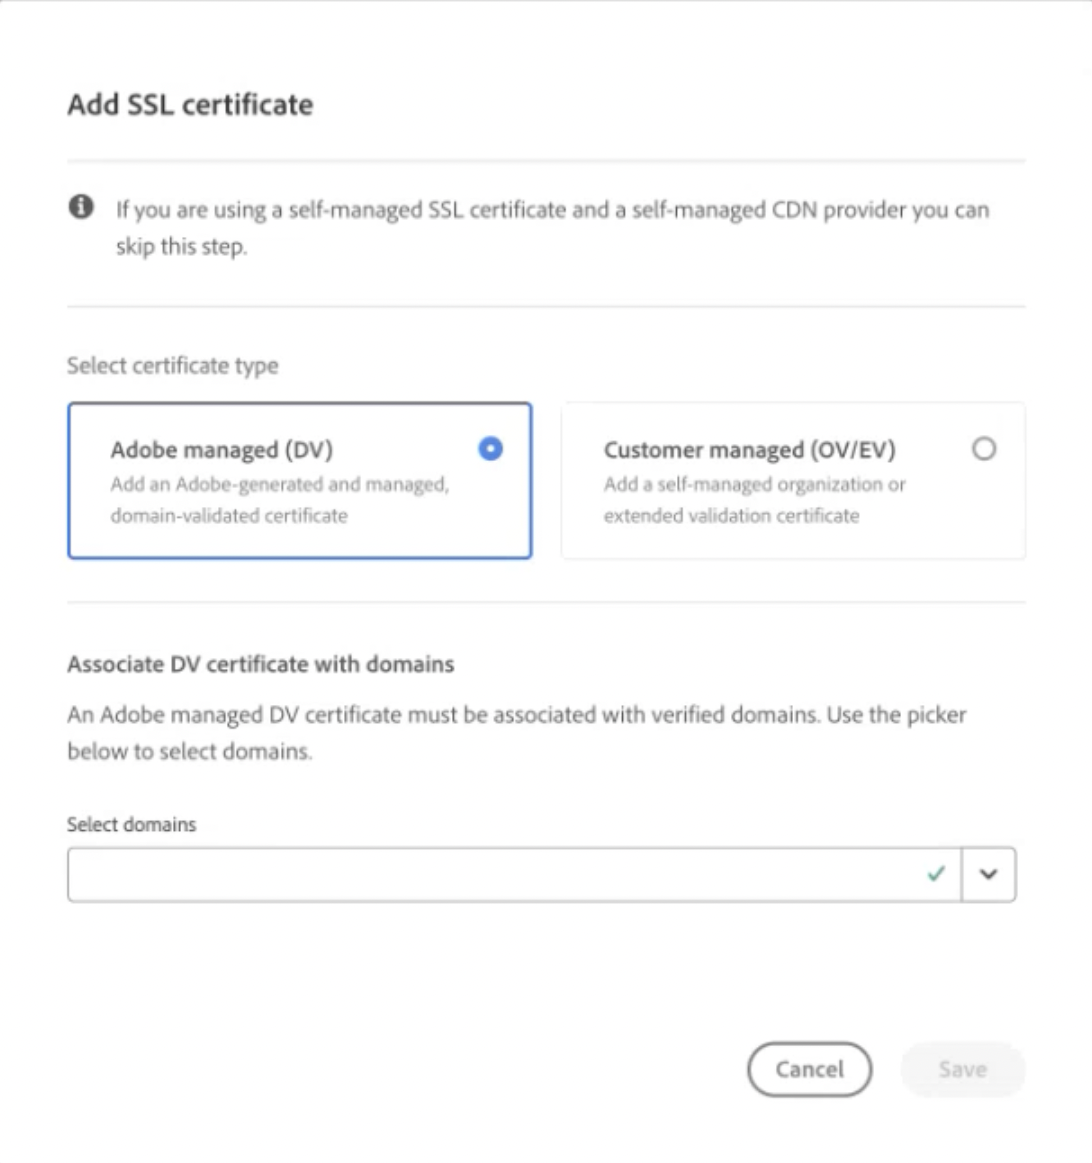 Add SSL certificate
If you are using a self-managed SSL certificate and a self-managed CDN provider you can
skip this step.
Select certificate type
Adobe managed (DV)
Add an Adobe-generated and managed,
domain-validated certificate
Customer managed (OV/EV)
Add a self-managed organization or
extended validation certificate
Associate DV certificate with domains
An Adobe managed DV certificate must be associated with verified domains. Use the picker
below to select domains.
Select domains
Cancel
Save